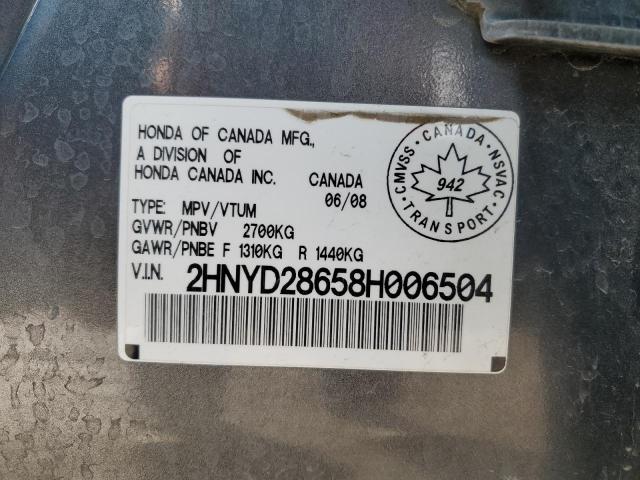 HONDA OF CANADA MFG.,
A DIVISION OF
HONDA CANADA INC. CANADA
06/08
TYPE: MPV/VTUM
GVWR/PNBV 2700KG
GAWR/PNBE F 1310KG R 1440KG
V.I.N. 2HNYD28658H006504
CMVSS · CANADA · NSVAC
942
TRANSPORT